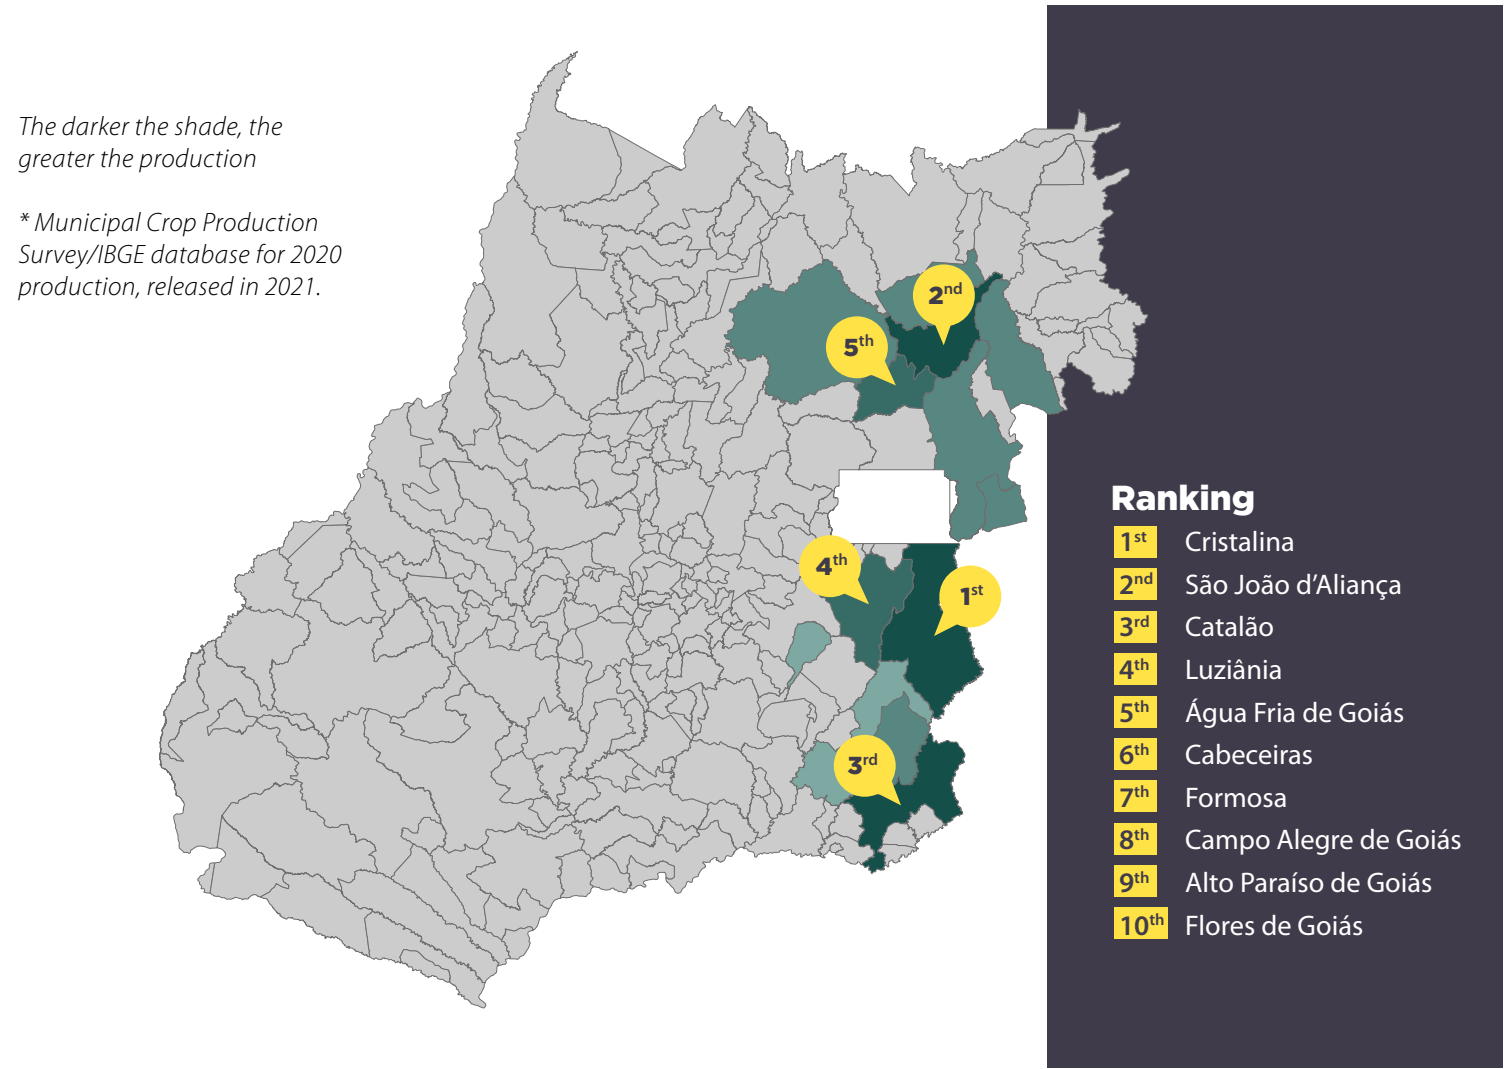 The darker the shade, the
greater the production
* Municipal Crop Production
Survey/IBGE database for 2020
production, released in 2021.
2nd
5th
4th
1st
3rd
Ranking
1st Cristalina
2nd São João d’Aliança
3rd Catalão
4th Luziânia
5th Água Fria de Goiás
6th Cabeceiras
7th Formosa
8th Campo Alegre de Goiás
9th Alto Paraíso de Goiás
10th Flores de Goiás